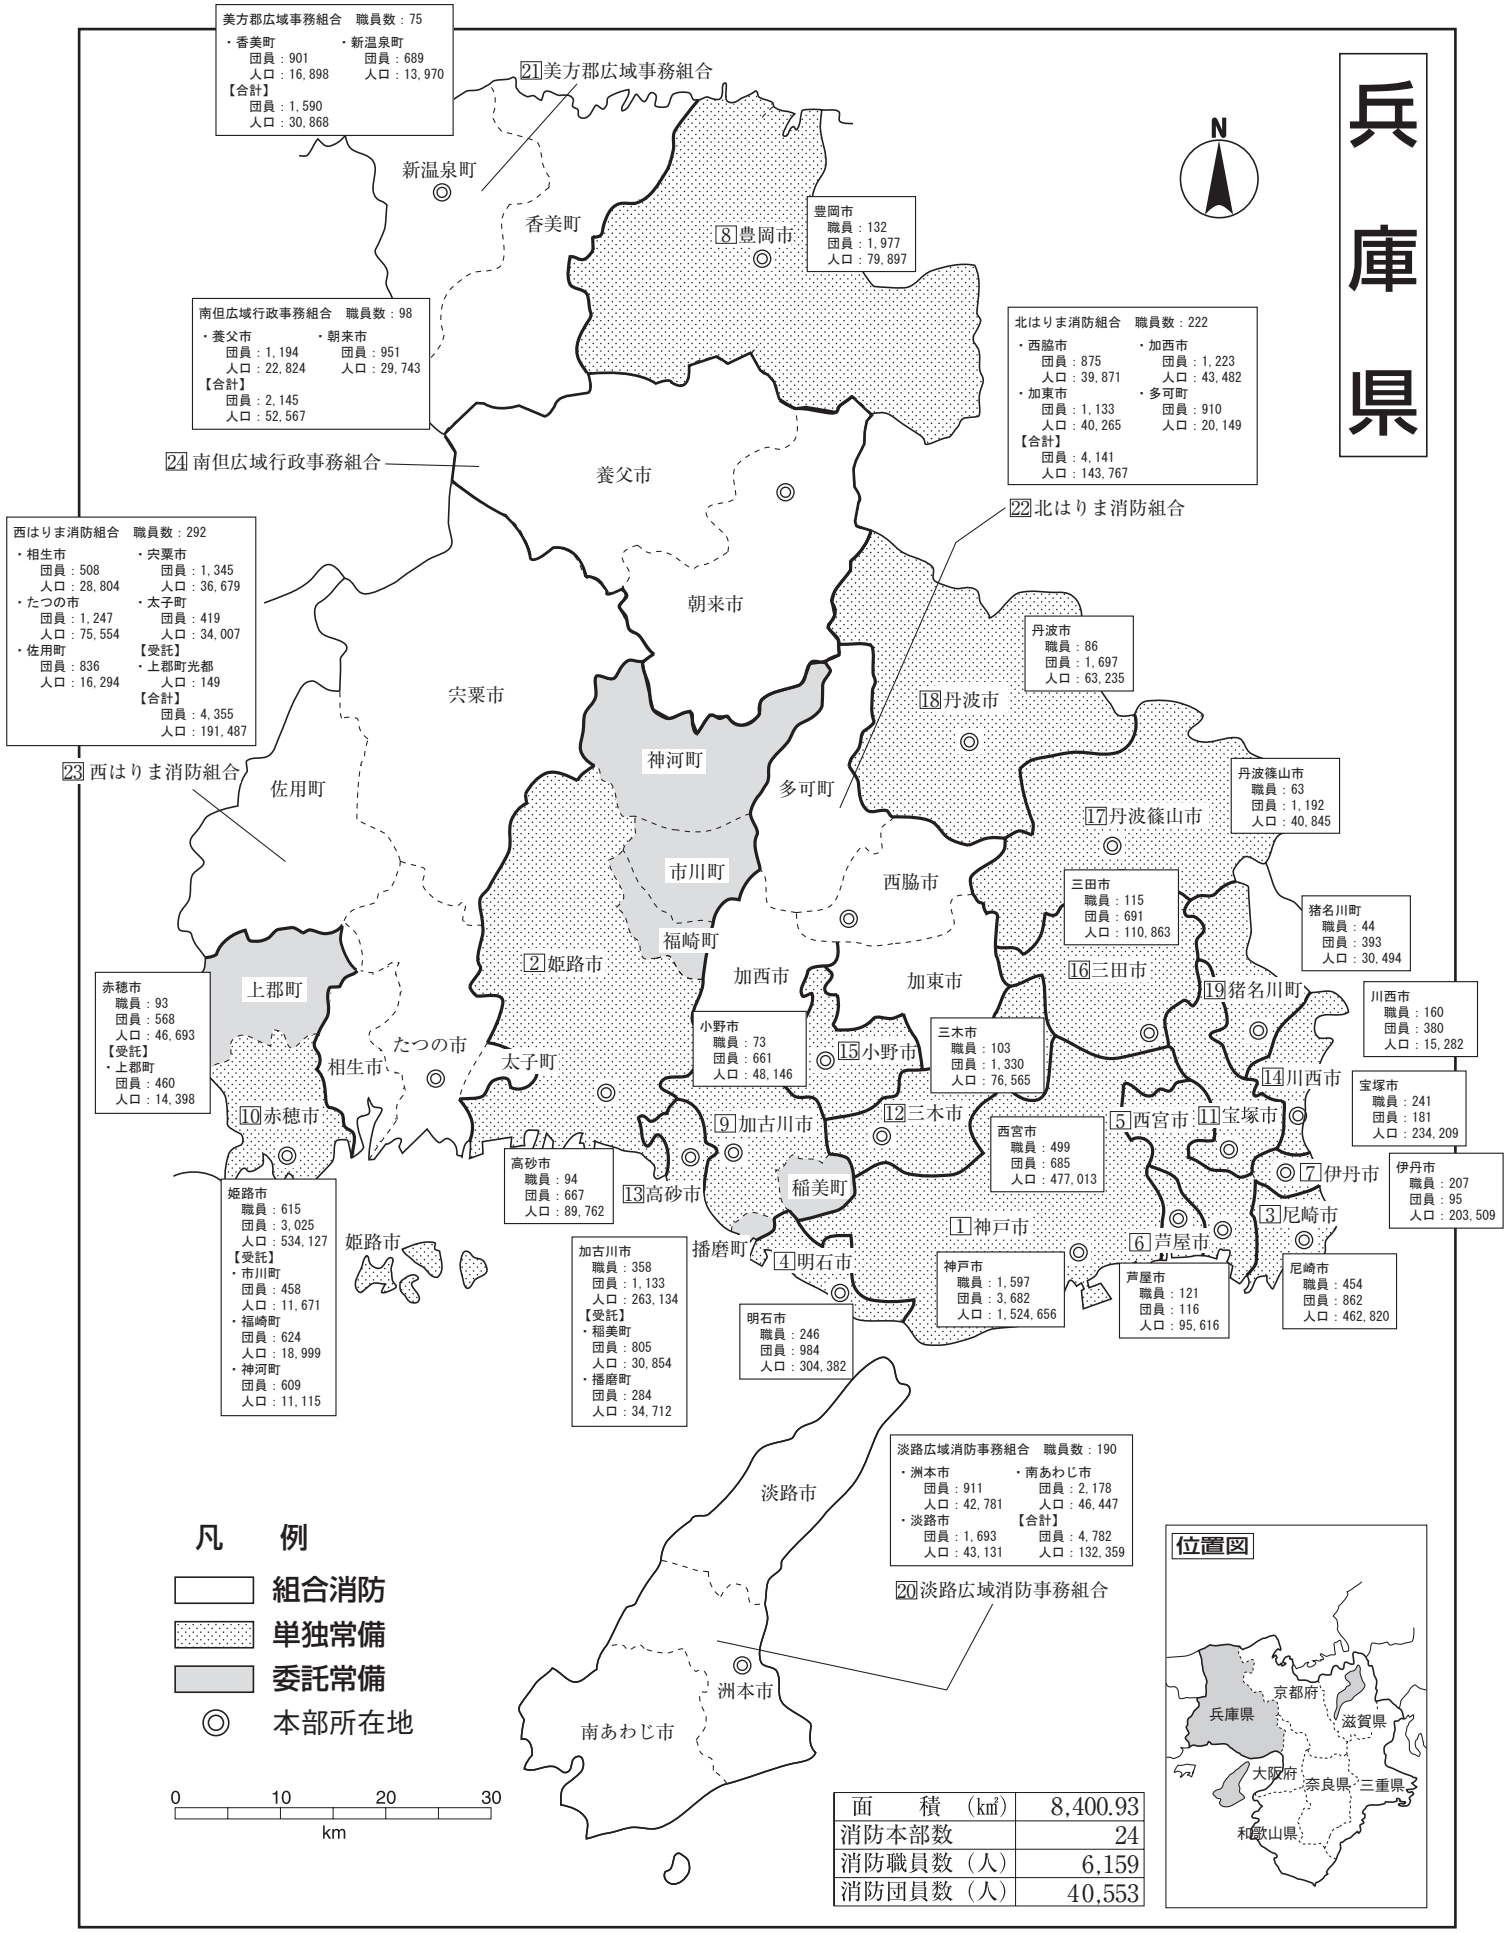 兵庫県
N
美方郡広域事務組合　職員数：75
・香美町　・新温泉町
団員：901　団員：689
人口：16,898　人口：13,970
【合計】
団員：1,590
人口：30,868
21美方郡広域事務組合
新温泉町
香美町
8豊岡市
豊岡市
職員：132
団員：1,977
人口：79,897
南但広域行政事務組合　職員数：98
・養父市　・朝来市
団員：1,194　団員：951
人口：22,824　人口：29,743
【合計】
団員：2,145
人口：52,567
24南但広域行政事務組合
養父市
朝来市
北はりま消防組合　職員数：222
・西脇市　・加西市
団員：875　団員：1,223
人口：39,871　人口：43,482
・加東市　・多可町
団員：1,133　団員：910
人口：40,265　人口：20,149
【合計】
団員：4,141
人口：143,767
22北はりま消防組合
西はりま消防組合　職員数：292
・相生市　・宍粟市
団員：508　団員：1,345
人口：28,804　人口：36,679
・たつの市　・太子町
団員：1,247　団員：419
人口：75,554　人口：34,007
・佐用町　【受託】
団員：836　・上郡町光都
人口：16,294　人口：149
【合計】
団員：4,355
人口：191,487
23西はりま消防組合
宍粟市
佐用町
神河町
市川町
福崎町
多可町
西脇市
加西市
加東市
丹波市
職員：86
団員：1,697
人口：63,235
18丹波市
丹波篠山市
職員：63
団員：1,192
人口：40,845
17丹波篠山市
三田市
職員：115
団員：691
人口：110,863
16三田市
猪名川町
職員：44
団員：393
人口：30,494
19猪名川町
川西市
職員：160
団員：380
人口：15,282
14川西市
宝塚市
職員：241
団員：181
人口：234,209
11宝塚市
伊丹市
職員：207
団員：95
人口：203,509
7伊丹市
2姫路市
上郡町
赤穂市
職員：93
団員：568
人口：46,693
【受託】
・上郡町
団員：460
人口：14,398
10赤穂市
相生市
たつの市
太子町
小野市
職員：73
団員：661
人口：48,146
15小野市
三木市
職員：103
団員：1,330
人口：76,565
12三木市
9加古川市
稲美町
播磨町
西宮市
職員：499
団員：685
人口：477,013
5西宮市
高砂市
職員：94
団員：667
人口：89,762
13高砂市
1神戸市
神戸市
職員：1,597
団員：3,682
人口：1,524,656
6芦屋市
芦屋市
職員：121
団員：116
人口：95,616
3尼崎市
尼崎市
職員：454
団員：862
人口：462,820
姫路市
職員：615
団員：3,025
人口：534,127
【受託】
・市川町
団員：458
人口：11,671
・福崎町
団員：624
人口：18,999
・神河町
団員：609
人口：11,115
姫路市
加古川市
職員：358
団員：1,133
人口：263,134
【受託】
・稲美町
団員：805
人口：30,854
・播磨町
団員：284
人口：34,712
4明石市
明石市
職員：246
団員：984
人口：304,382
淡路広域消防事務組合　職員数：190
・洲本市　・南あわじ市
団員：911　団員：2,178
人口：42,781　人口：46,447
・淡路市　【合計】
団員：1,693　団員：4,782
人口：43,131　人口：132,359
20淡路広域消防事務組合
淡路市
洲本市
南あわじ市
凡　例
組合消防
単独常備
委託常備
本部所在地
0　10　20　30
km
面　積（㎢）　8,400.93
消防本部数　24
消防職員数（人）　6,159
消防団員数（人）　40,553
位置図
京都府
兵庫県
滋賀県
大阪府
奈良県
三重県
和歌山県